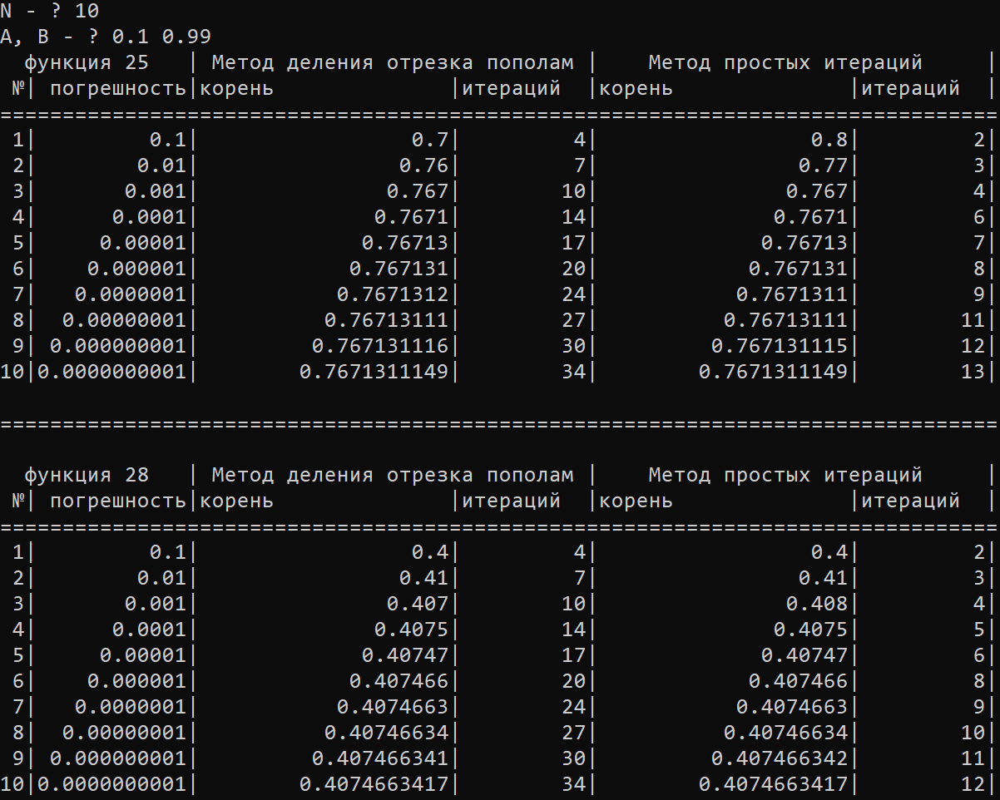 N - ? 10
A, B - ? 0.1 0.99
  функция 25   | Метод деления отрезка пополам |    Метод простых итераций     |
 №| погрешность|корень              |итераций  |корень              |итераций  |
================================================================================
 1|         0.1|                 0.7|         4|                 0.8|         2|
 2|        0.01|                0.76|         7|                0.77|         3|
 3|       0.001|               0.767|        10|               0.767|         4|
 4|      0.0001|              0.7671|        14|              0.7671|         6|
 5|     0.00001|             0.76713|        17|             0.76713|         7|
 6|    0.000001|            0.767131|        20|            0.767131|         8|
 7|   0.0000001|           0.7671312|        24|           0.7671311|         9|
 8|  0.00000001|          0.76713111|        27|          0.76713111|        11|
 9| 0.000000001|         0.767131116|        30|         0.767131115|        12|
10|0.0000000001|        0.7671311149|        34|        0.7671311149|        13|
================================================================================
  функция 28   | Метод деления отрезка пополам |    Метод простых итераций     |
 №| погрешность|корень              |итераций  |корень              |итераций  |
================================================================================
 1|         0.1|                 0.4|         4|                 0.4|         2|
 2|        0.01|                0.41|         7|                0.41|         3|
 3|       0.001|               0.407|        10|               0.408|         4|
 4|      0.0001|              0.4075|        14|              0.4075|         5|
 5|     0.00001|             0.40747|        17|             0.40747|         6|
 6|    0.000001|            0.407466|        20|            0.407466|         8|
 7|   0.0000001|           0.4074663|        24|           0.4074663|         9|
 8|  0.00000001|          0.40746634|        27|          0.40746634|        10|
 9| 0.000000001|         0.407466341|        30|         0.407466342|        11|
10|0.0000000001|        0.4074663417|        34|        0.4074663417|        12|